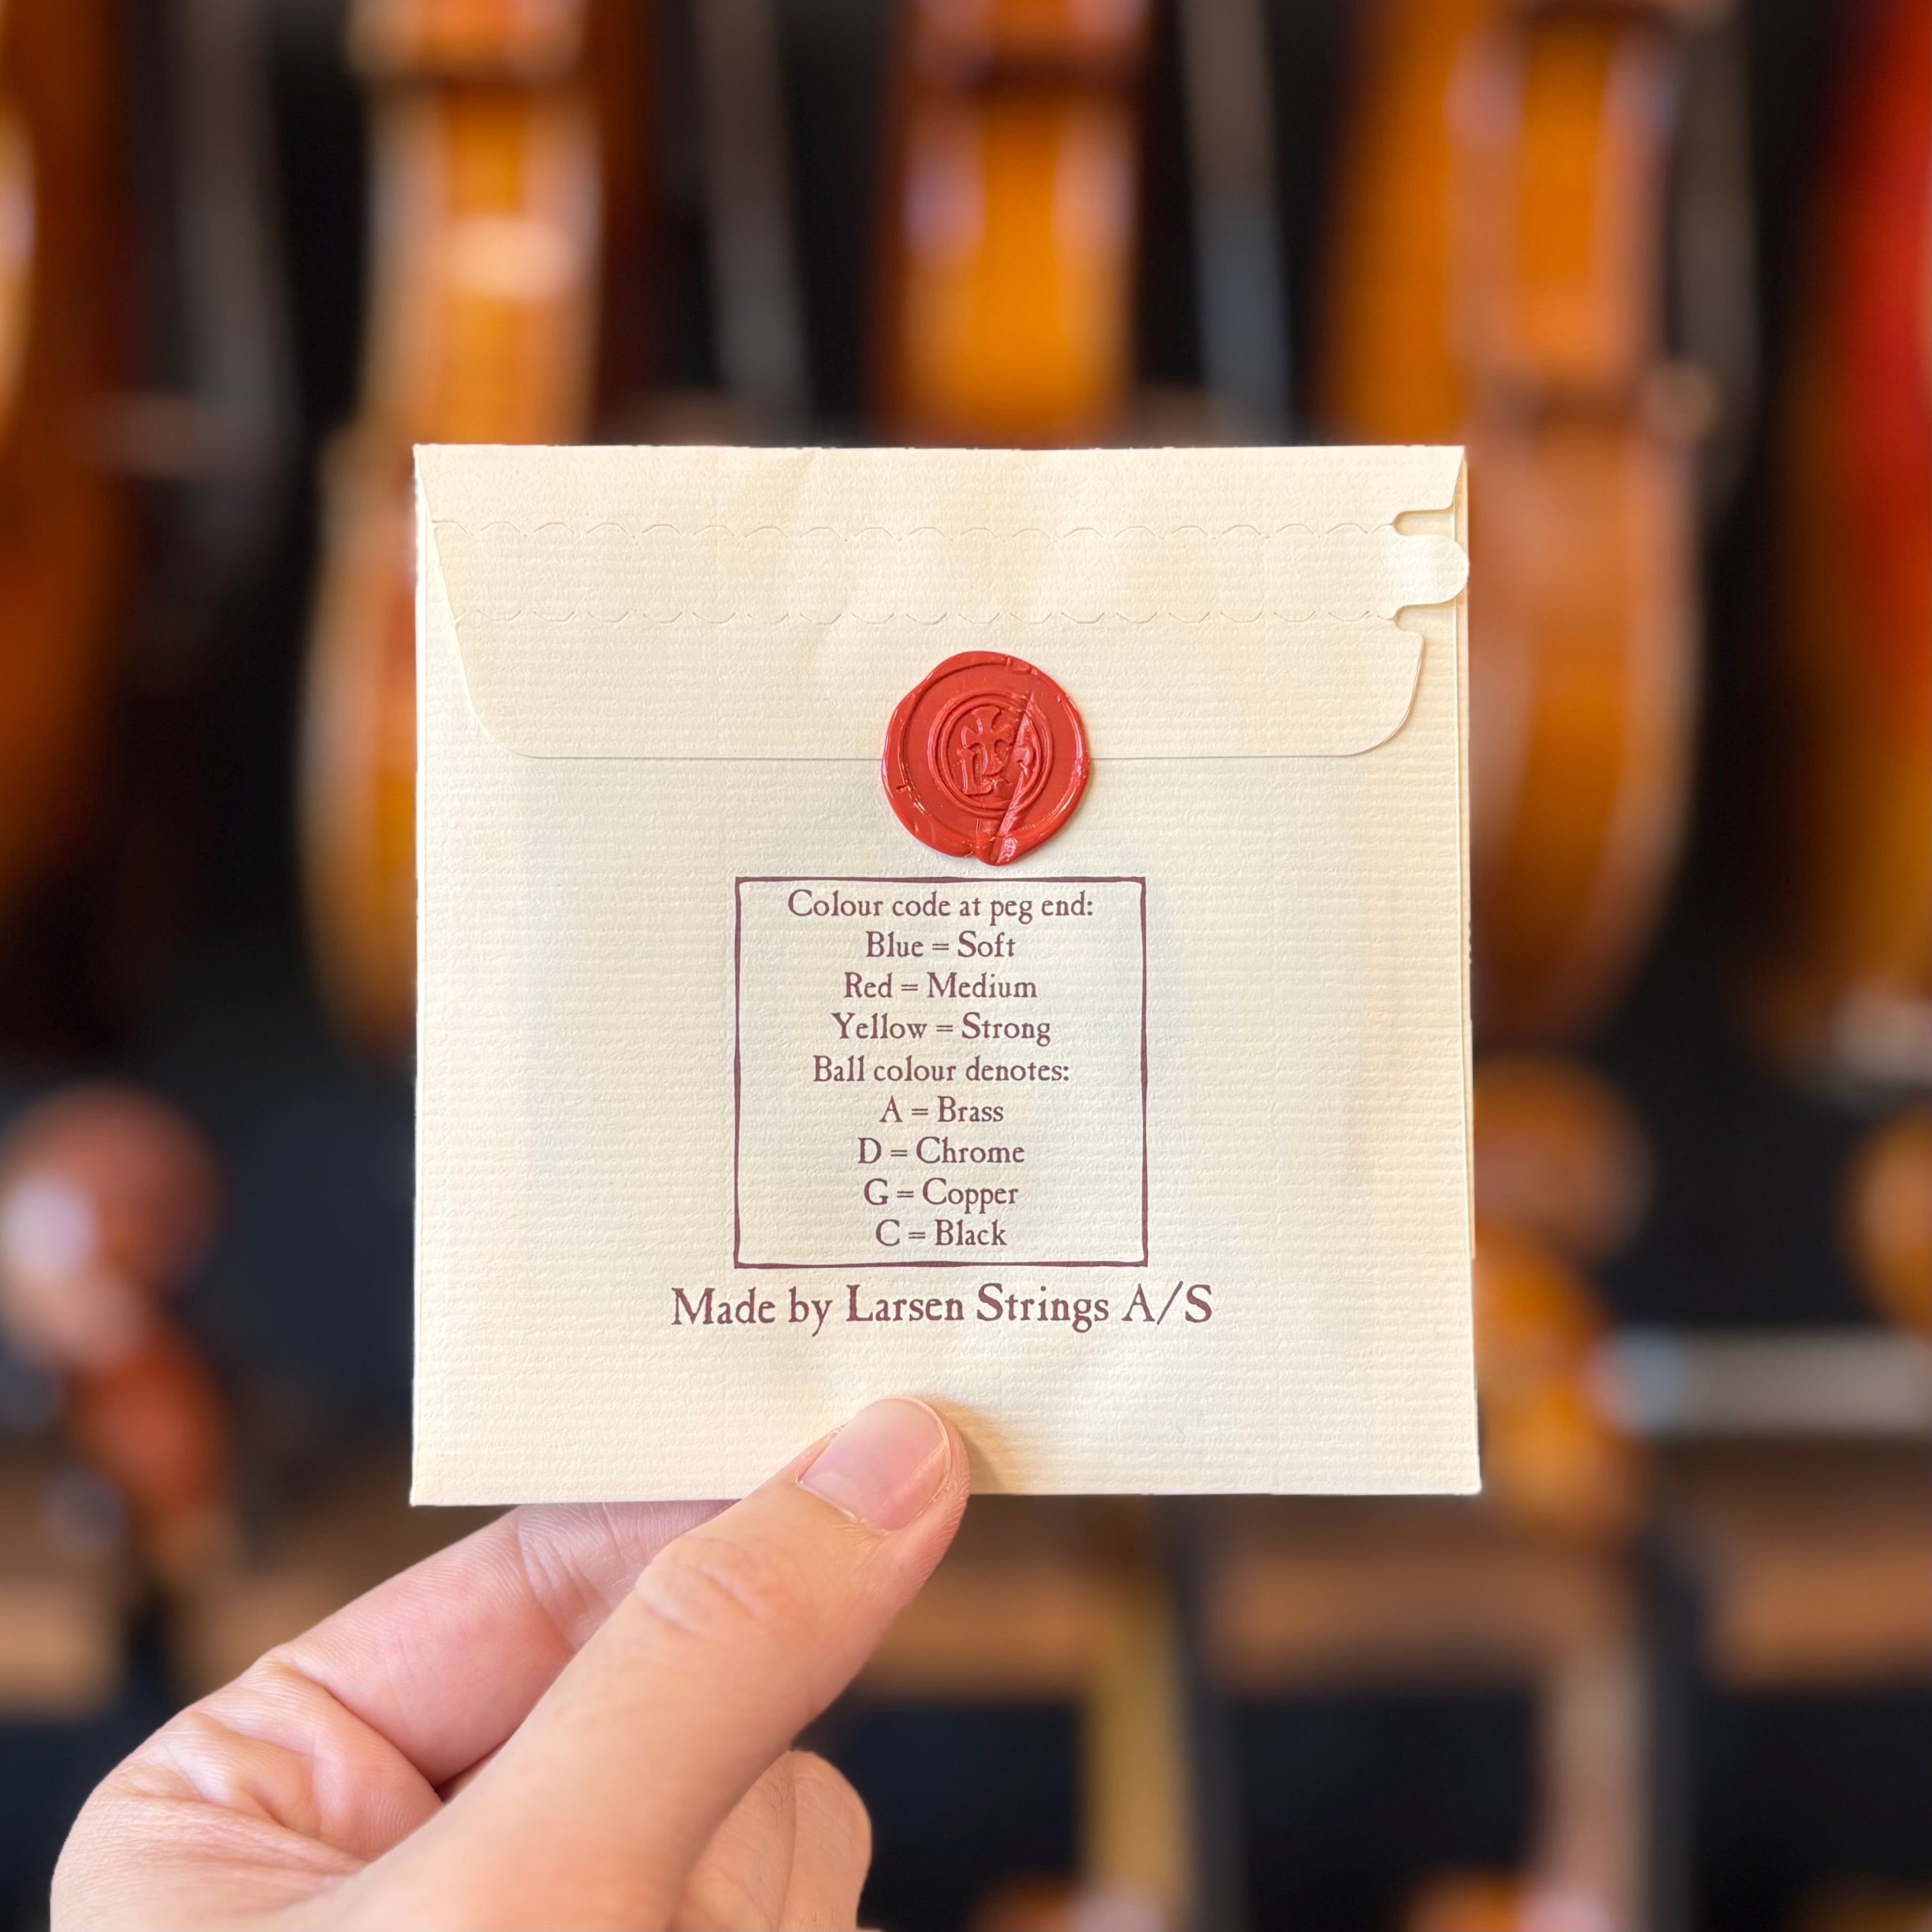 Colour code at peg end:
Blue = Soft
Red = Medium
Yellow = Strong
Ball colour denotes:
A = Brass
D = Chrome
G = Copper
C = Black
Made by Larsen Strings A/S